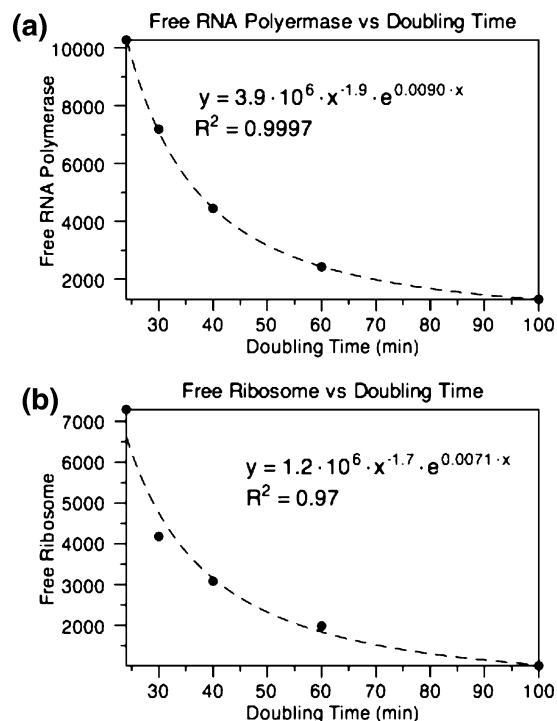 (a)
Free RNA Polyermase vs Doubling Time
Free RNA Polymerase
10000
8000
6000
4000
2000
y = 3.9 · 10^6 · x^-1.9 · e^0.0090 · x
R^2 = 0.9997
30 40 50 60 70 80 90 100
Doubling Time (min)
(b)
Free Ribosome vs Doubling Time
Free Ribosome
7000
6000
5000
4000
3000
2000
y = 1.2 · 10^6 · x^-1.7 · e^0.0071 · x
R^2 = 0.97
30 40 50 60 70 80 90 100
Doubling Time (min)